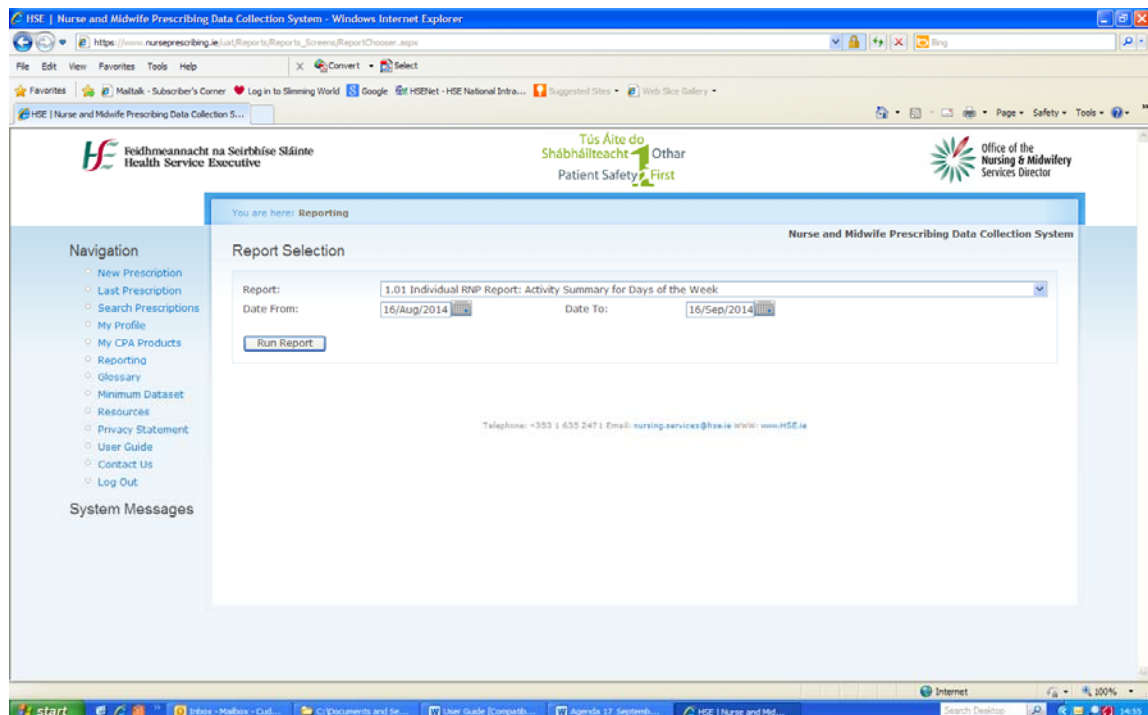 HSE | Nurse and Midwife Prescribing Data Collection System - Windows Internet Explorer
https://www.nurseprescribing.ie/uat/Reports/Reports_Screens/ReportChooser.aspx
Bing
File Edit View Favorites Tools Help
Convert
Select
Favorites
Mailtalk - Subscriber's Corner
Log in to Slimming World
Google
HSENet - HSE National Intra...
Suggested Sites
Web Slice Gallery
HSE | Nurse and Midwife Prescribing Data Collection S...
Page Safety Tools
Feidhmeannacht na Seirbhíse Sláinte
Health Service Executive
Tús Áite do
Shábháilteacht 1 Othar
Patient Safety First
Office of the
Nursing & Midwifery
Services Director
You are here: Reporting
Nurse and Midwife Prescribing Data Collection System
Navigation
New Prescription
Last Prescription
Search Prescriptions
My Profile
My CPA Products
Reporting
Glossary
Minimum Dataset
Resources
Privacy Statement
User Guide
Contact Us
Log Out
System Messages
Report Selection
Report: 1.01 Individual RNP Report: Activity Summary for Days of the Week
Date From: 16/Aug/2014 Date To: 16/Sep/2014
Run Report
Telephone: +353 1 635 2471 Email: nursing.services@hse.ie WWW: www.HSE.ie
Internet
100%
start
Inbox - Mailbox - Cud...
C:\Documents and Se...
User Guide [Compatib...
Agenda 17 Septemb...
HSE | Nurse and Mid...
Search Desktop
14:55